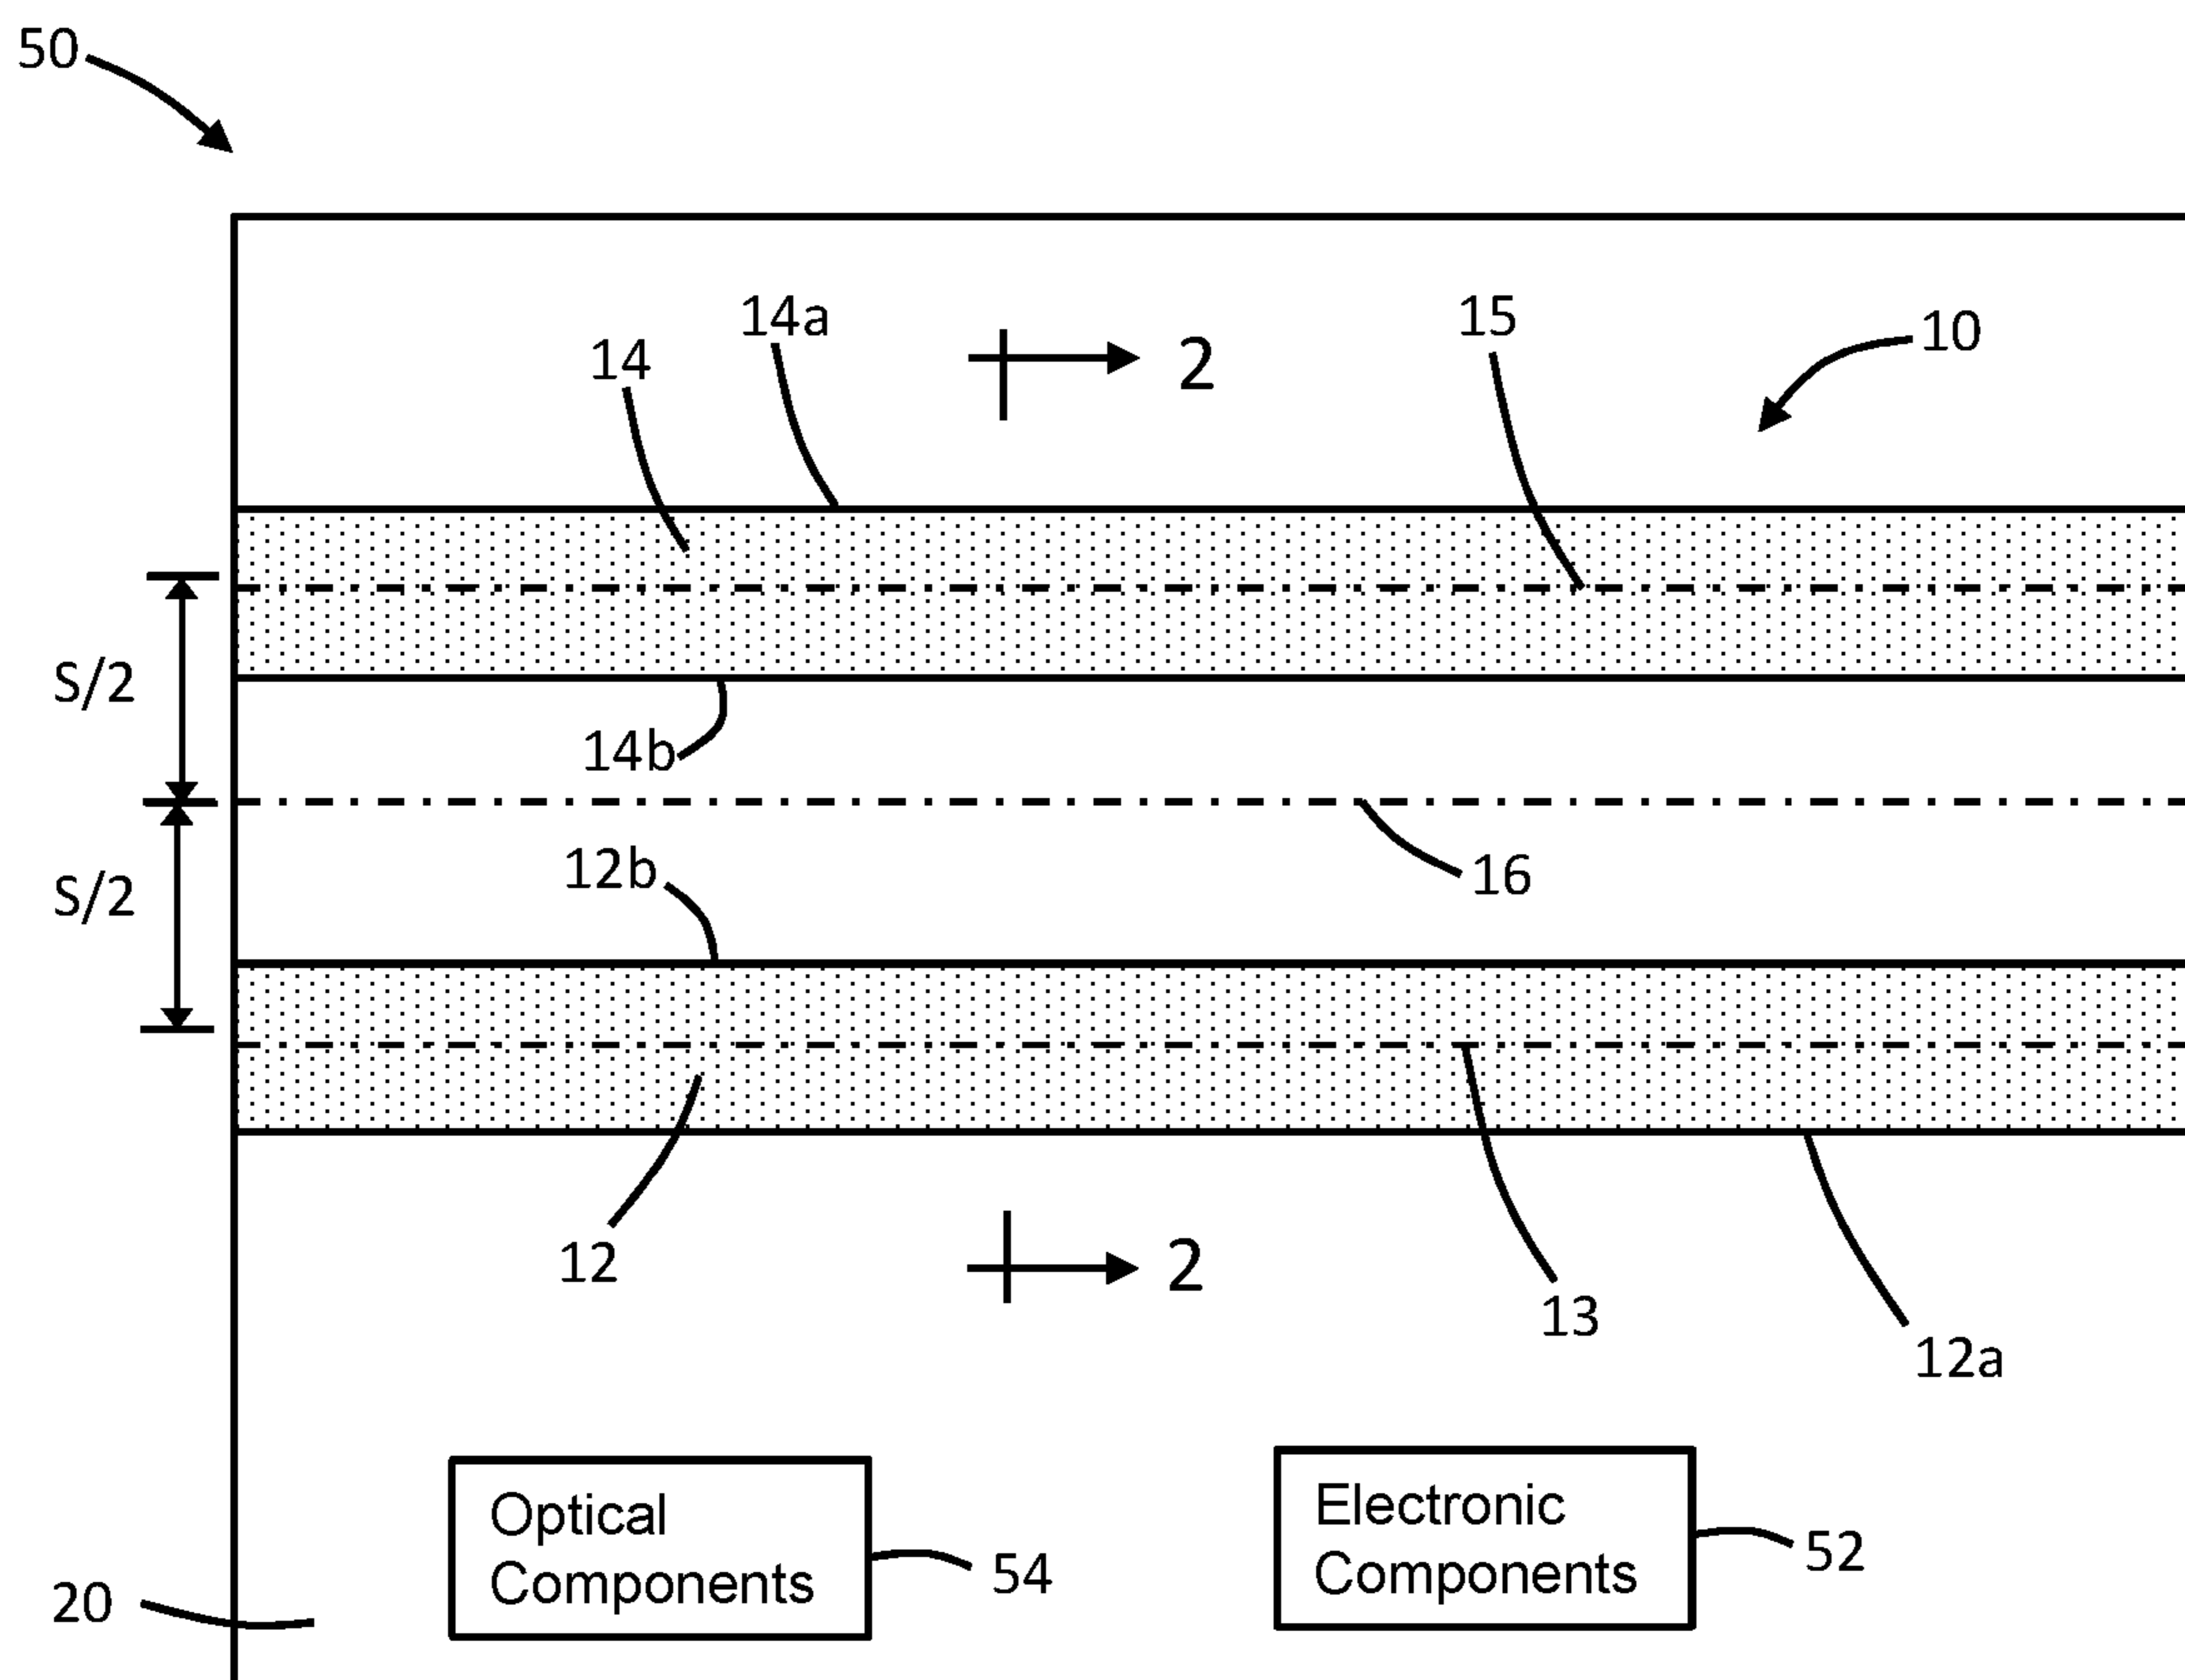 50
14a
15
10
14
2
S/2
14b
12b
16
S/2
12
2
13
12a
Optical
Components
54
Electronic
Components
52
20